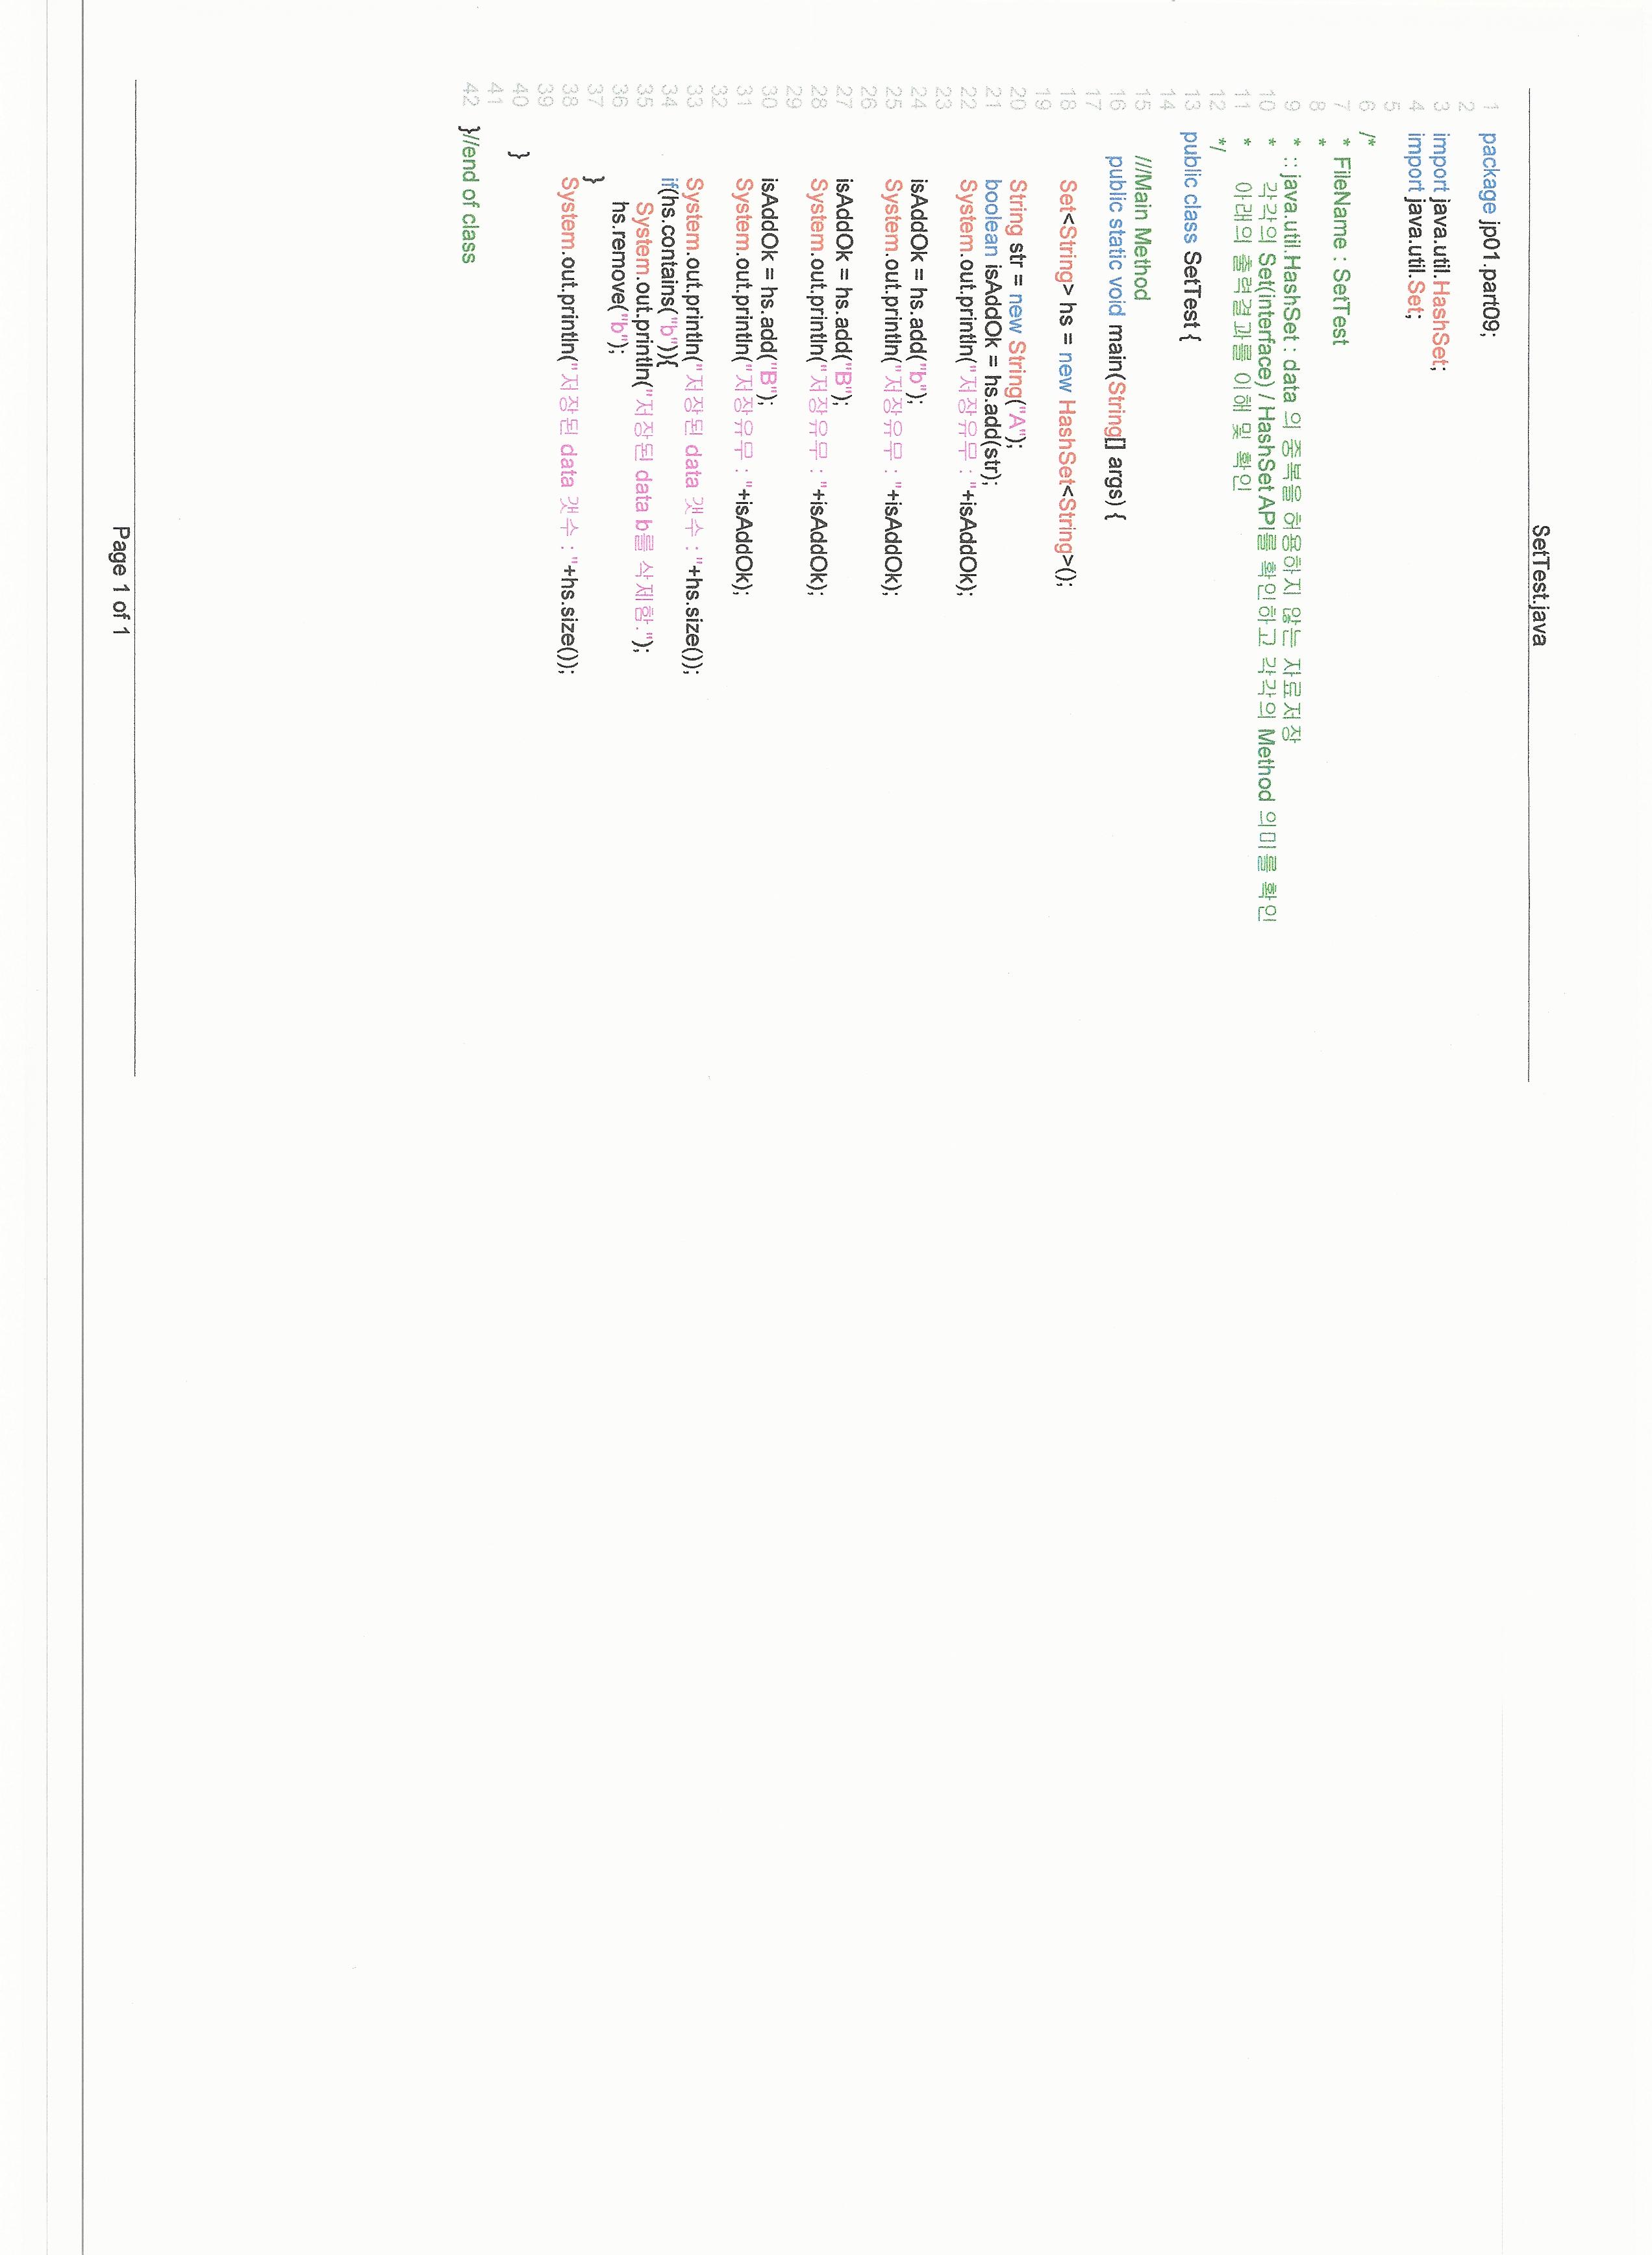 SetTest.java
1 package jp01.part09;
2
3 import java.util.HashSet;
4 import java.util.Set;
5
6 /*
7  * FileName : SetTest
8  *
9  * :: java.util.HashSet : data 의 중복을 허용하지 않는 자료저장
10  *    각각의 Set(interface) / HashSet API를 확인하고 각각의 Method 의미를 확인
11  *    아래의 출력결과를 이해 및 확인
12  */
13 public class SetTest {
14
15     ///Main Method
16     public static void main(String[] args) {
17
18         Set<String> hs = new HashSet<String>();
19
20         String str = new String("A");
21         boolean isAddOk = hs.add(str);
22         System.out.println("저장유무 : "+isAddOk);
23
24         isAddOk = hs.add("b");
25         System.out.println("저장유무 : "+isAddOk);
26
27         isAddOk = hs.add("B");
28         System.out.println("저장유무 : "+isAddOk);
29
30         isAddOk = hs.add("B");
31         System.out.println("저장유무 : "+isAddOk);
32
33         System.out.println("저장된 data 갯수 : "+hs.size());
34         if(hs.contains("b")){
35             System.out.println("저장된 data b를 삭제함.");
36             hs.remove("b");
37         }
38         System.out.println("저장된 data 갯수 : "+hs.size());
39
40     }
41
42 }//end of class
Page 1 of 1